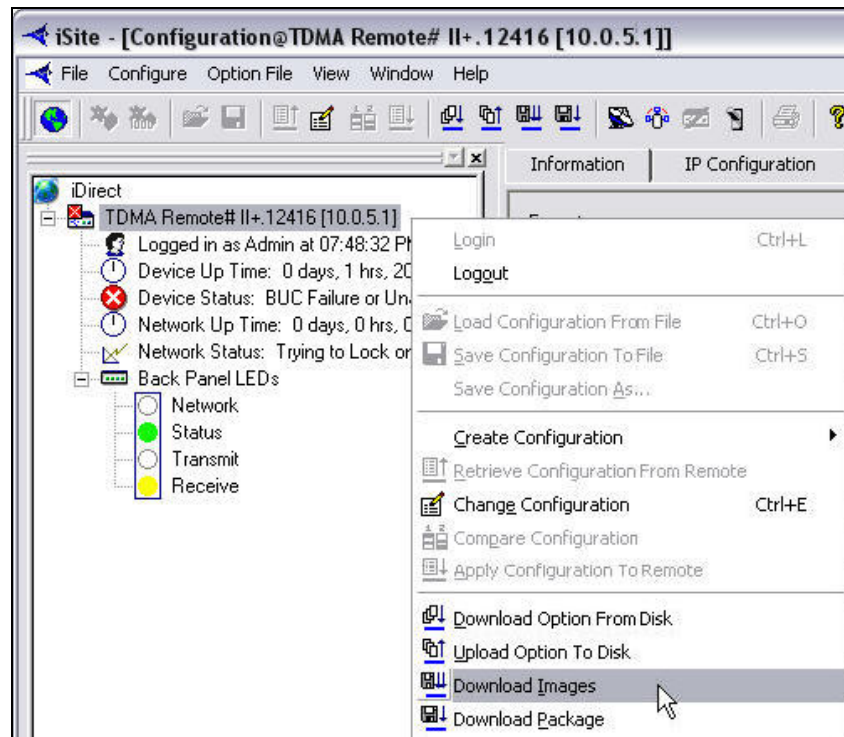 iSite - [Configuration@TDMA Remote# II+.12416 [10.0.5.1]]
File Configure Option File View Window Help
Information IP Configuration
iDirect
TDMA Remote# II+.12416 [10.0.5.1]
Logged in as Admin at 07:48:32
Device Up Time: 0 days, 1 hrs,
Device Status: BUC Failure or
Network Up Time: 0 days, 0 hrs,
Network Status: Trying to Lock
Back Panel LEDs
Network
Status
Transmit
Receive
Login Ctrl+L
Logout
Load Configuration From File Ctrl+O
Save Configuration To File Ctrl+S
Save Configuration As...
Create Configuration
Retrieve Configuration From Remote
Change Configuration Ctrl+E
Compare Configuration
Apply Configuration To Remote
Download Option From Disk
Upload Option To Disk
Download Images
Download Package